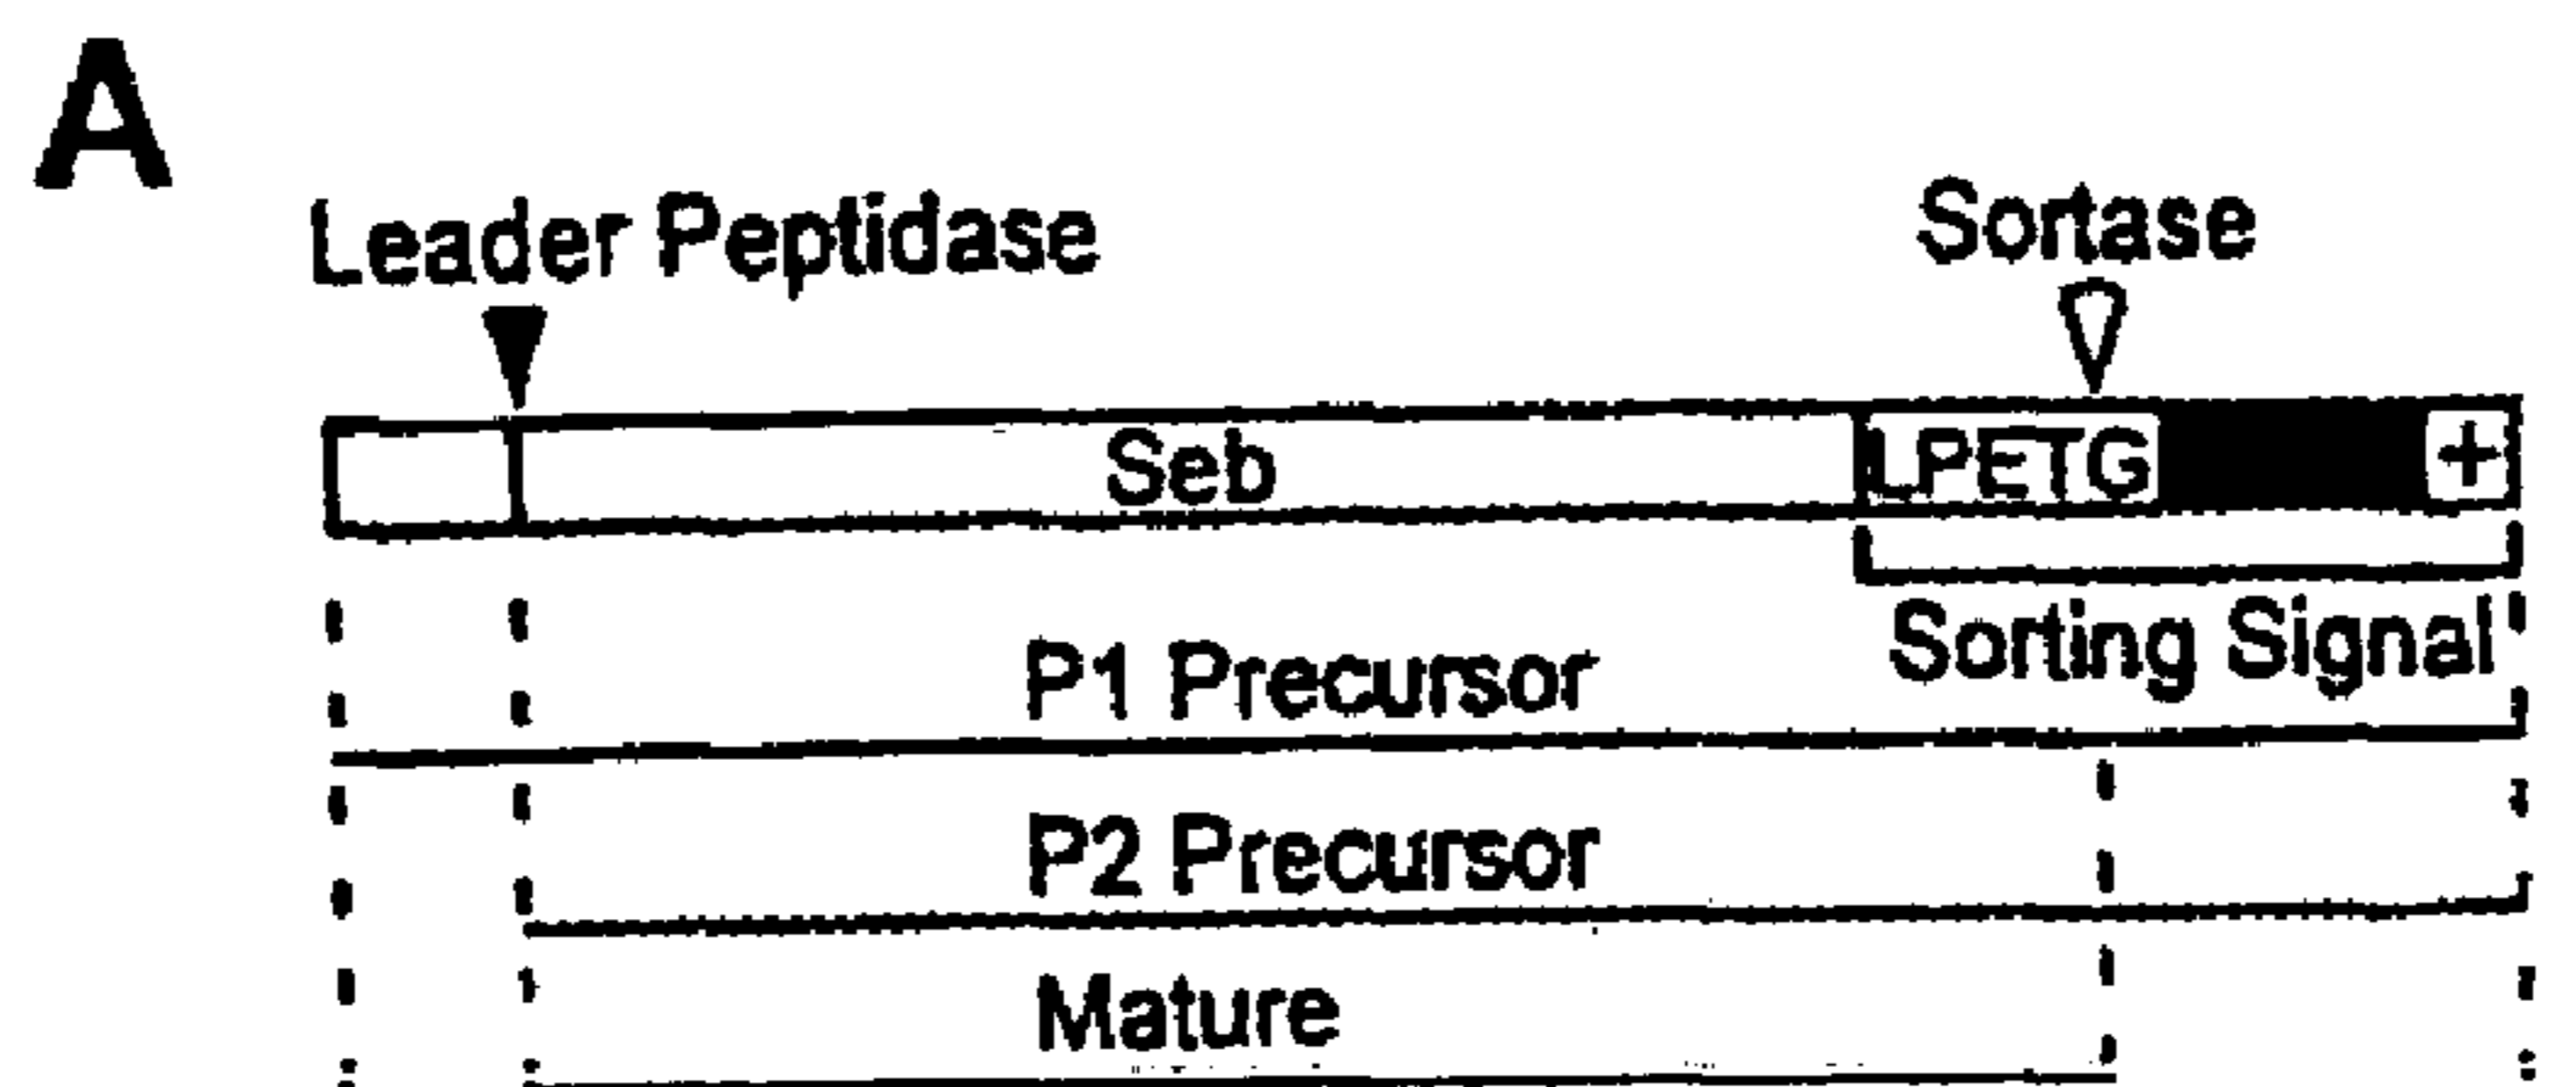 A
Leader Peptidase
Sortase
Seb LPETG +
Sorting Signal
P1 Precursor
P2 Precursor
Mature